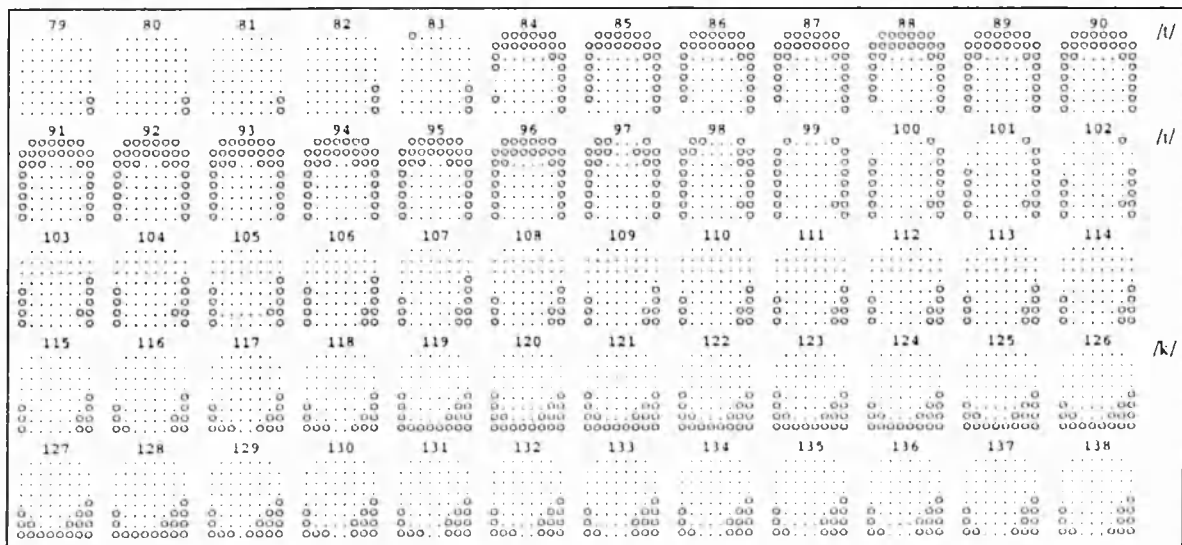 79 80 81 82 83 84 85 86 87 88 89 90 /t/
91 92 93 94 95 96 97 98 99 100 101 102 /ɪ/
103 104 105 106 107 108 109 110 111 112 113 114
115 116 117 118 119 120 121 122 123 124 125 126 /k/
127 128 129 130 131 132 133 134 135 136 137 138